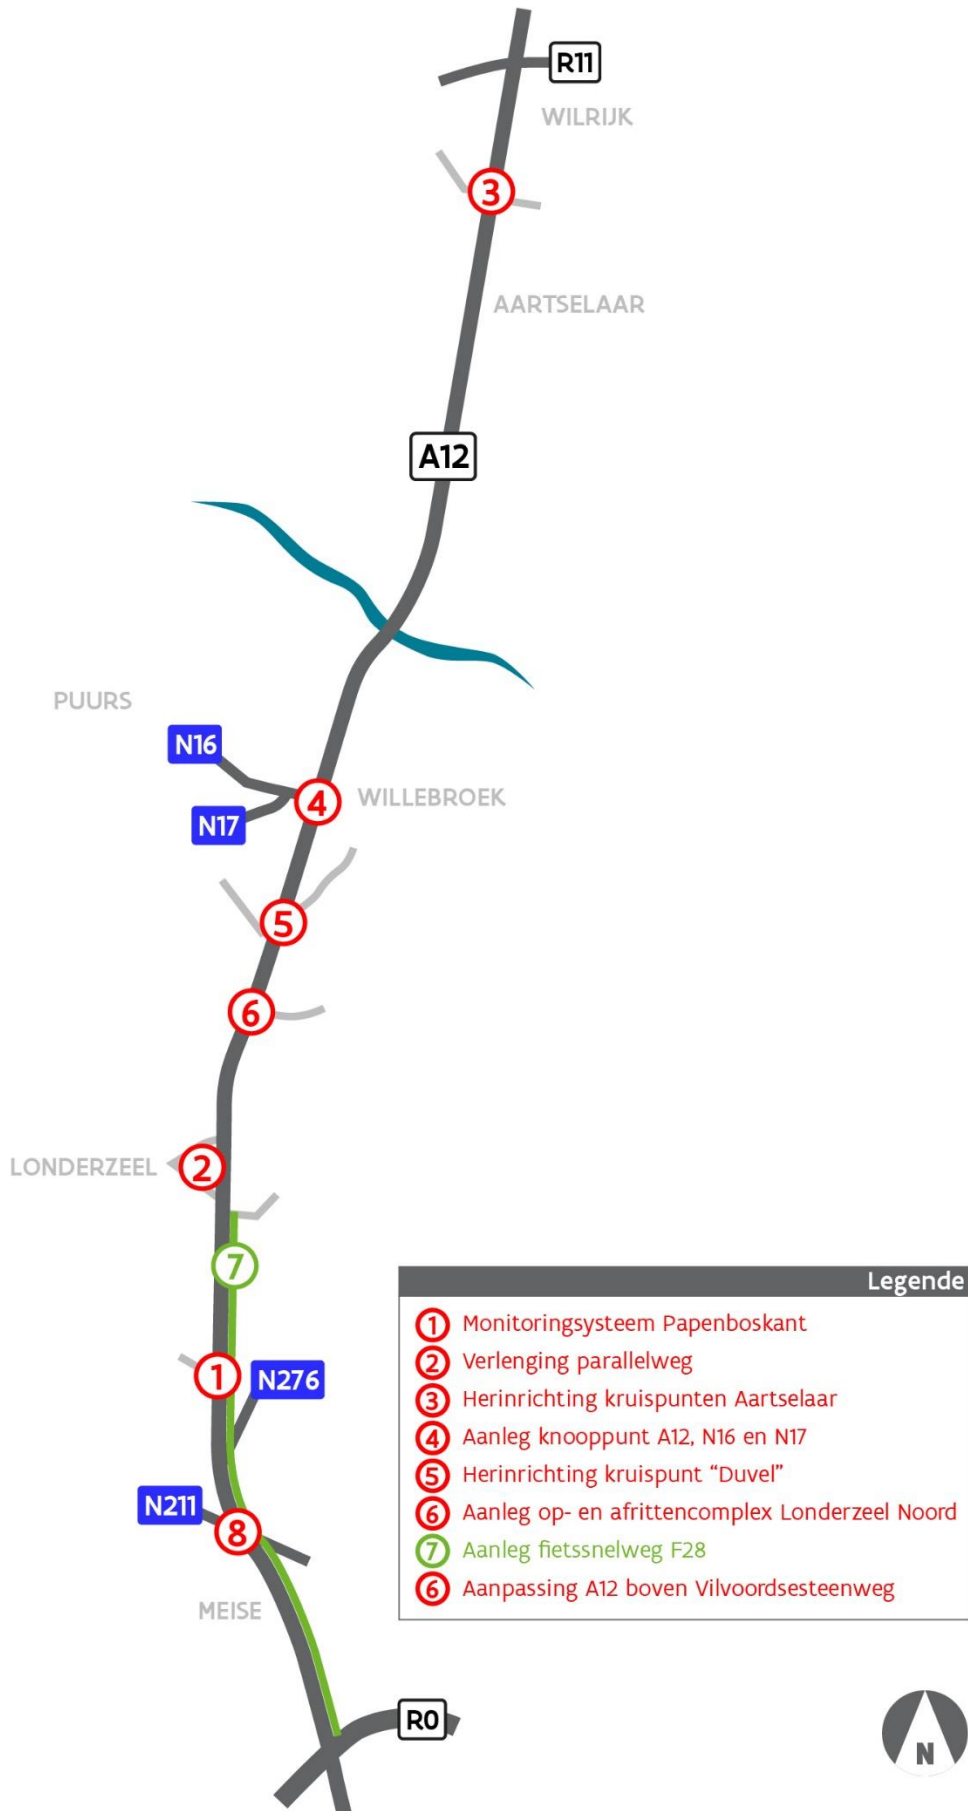 R11
WILRIJK
3
AARTSELAAR
A12
PUURS
N16
N17
4
WILLEBROEK
5
6
LONDERZEEL
2
7
1
N276
N211
8
MEISE
R0
Legende
1 Monitoringsysteem Papenboskant
2 Verlenging parallelweg
3 Herinrichting kruispunten Aartselaar
4 Aanleg knooppunt A12, N16 en N17
5 Herinrichting kruispunt “Duvel”
6 Aanleg op- en afrittencomplex Londerzeel Noord
7 Aanleg fietssnelweg F28
6 Aanpassing A12 boven Vilvoordsesteenweg
N